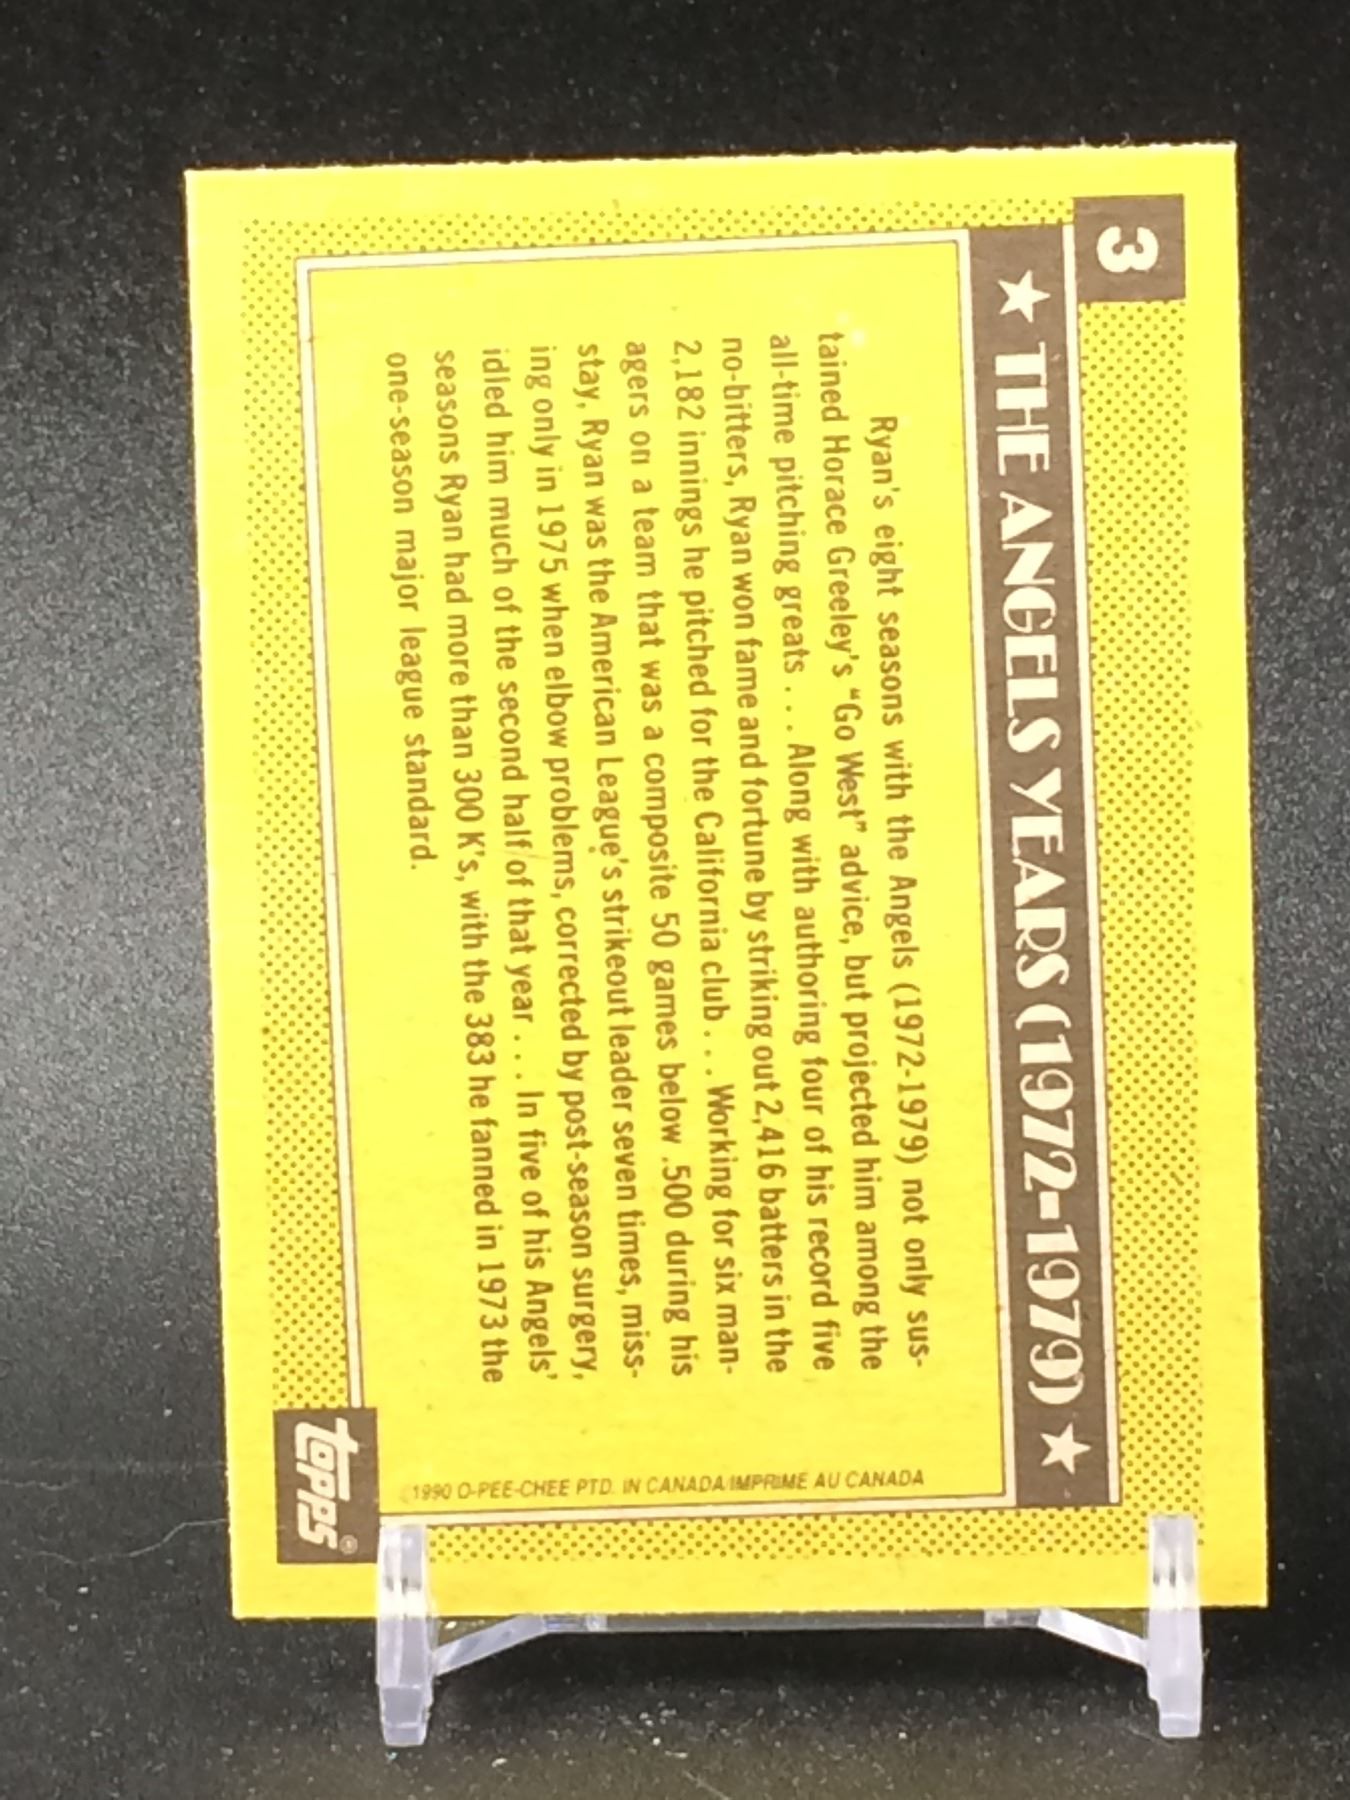 3
★ THE ANGELS YEARS (1972-1979) ★
Ryan's eight seasons with the Angels (1972-1979) not only sus-
tained Horace Greeley's "Go West" advice, but projected him among the
all-time pitching greats . . . Along with authoring four of his record five
no-hitters, Ryan won fame and fortune by striking out 2,416 batters in the
2,182 innings he pitched for the California club . . . Working for six man-
agers on a team that was a composite 50 games below .500 during his
stay, Ryan was the American League's strikeout leader seven times, miss-
ing only in 1975 when elbow problems, corrected by post-season surgery,
idled him much of the second half of that year . . . In five of his Angels'
seasons Ryan had more than 300 K's, with the 383 he fanned in 1973 the
one-season major league standard.
1990 O-PEE-CHEE PTD. IN CANADA/IMPRIME AU CANADA
topps®